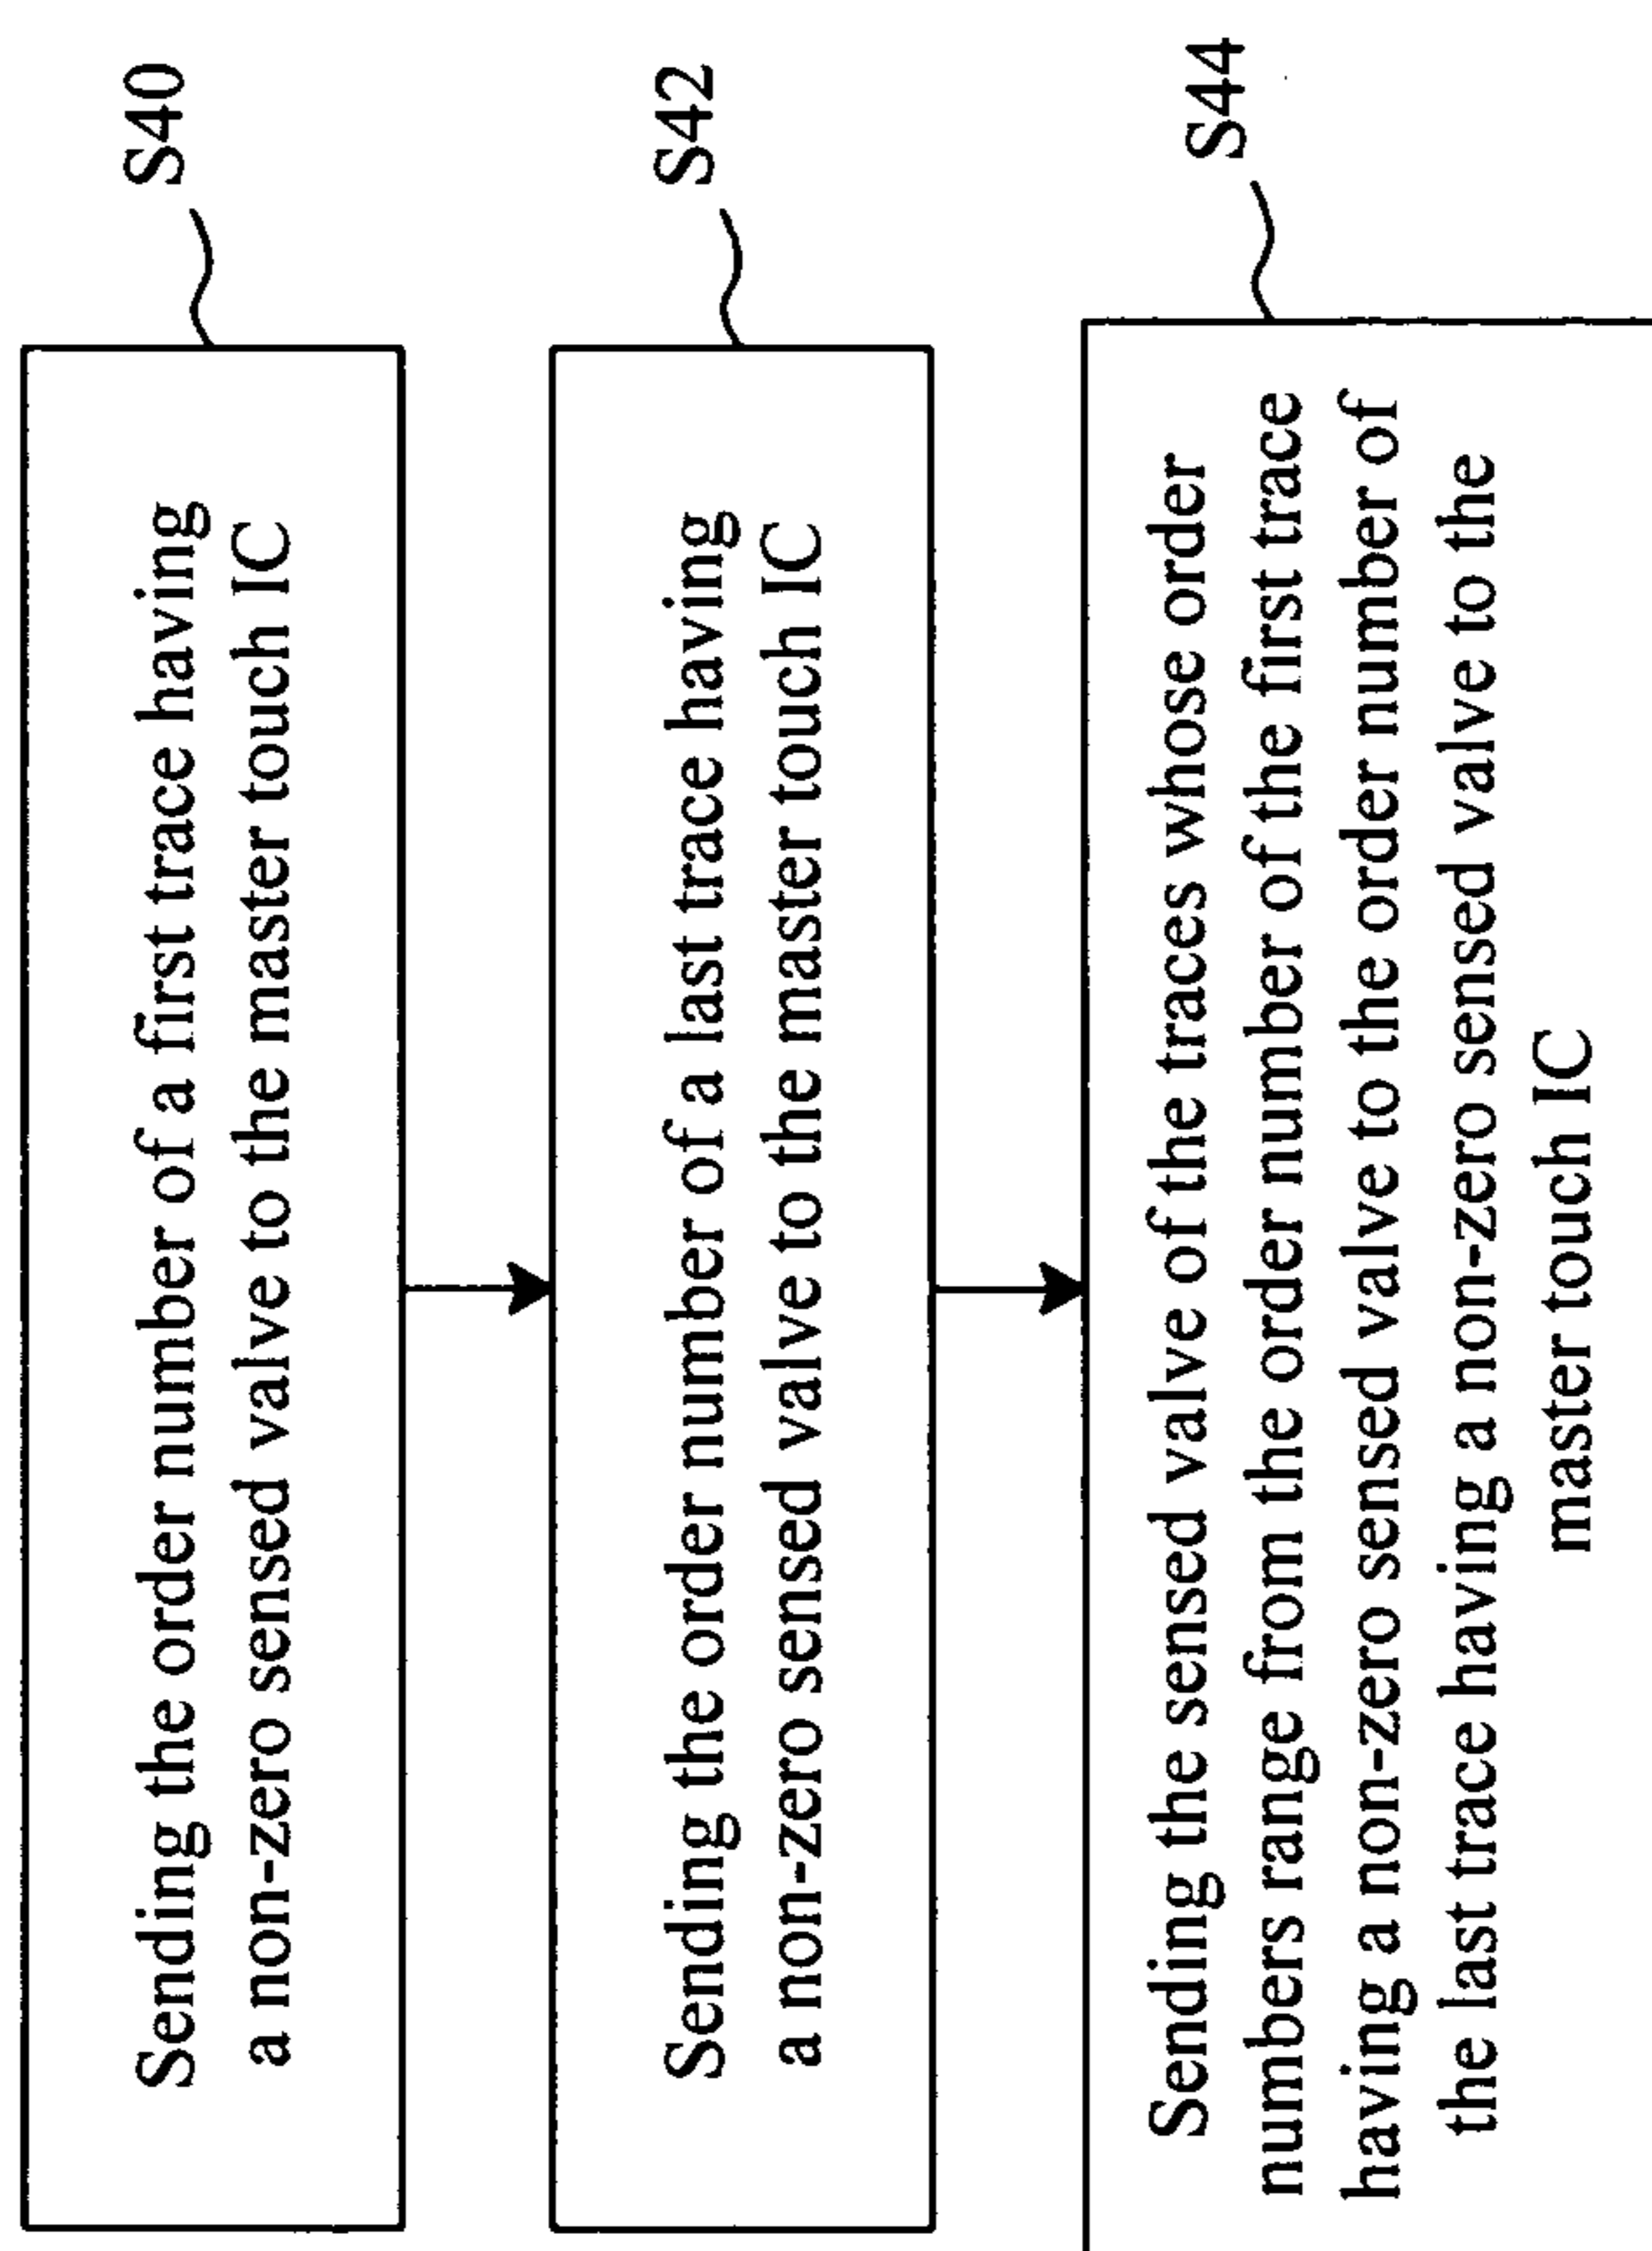 Sending the order number of a first trace having
a non-zero sensed valve to the master touch IC
S40
Sending the order number of a last trace having
a non-zero sensed valve to the master touch IC
S42
Sending the sensed valve of the traces whose order
numbers range from the order number of the first trace
having a non-zero sensed valve to the order number of
the last trace having a non-zero sensed valve to the
master touch IC
S44